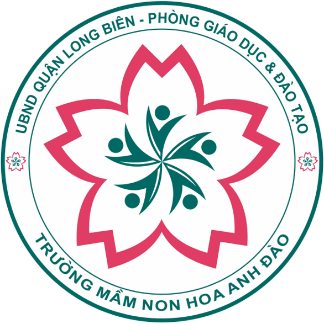 UBND QUẬN LONG BIÊN - PHÒNG GIÁO DỤC & ĐÀO TẠO
TRƯỜNG MẦM NON HOA ANH ĐÀO